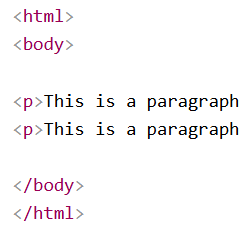 <html>
<body>
<p>This is a paragraph
<p>This is a paragraph
</body>
</html>